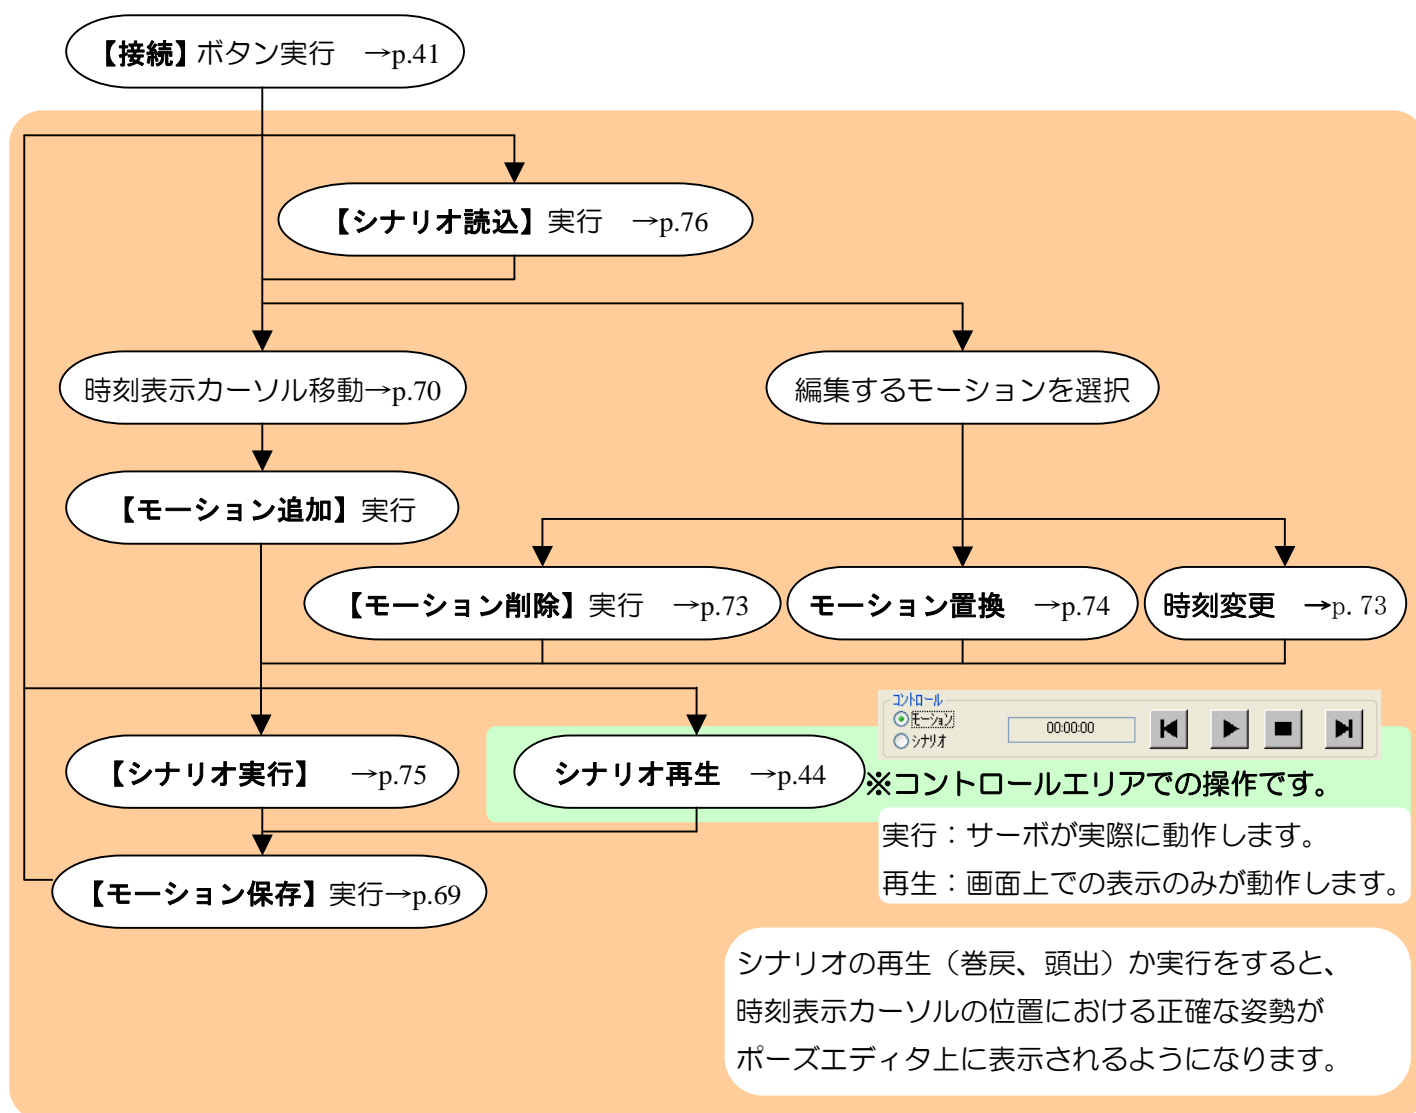 【接続】ボタン実行　→p.41
【シナリオ読込】実行　→p.76
時刻表示カーソル移動→p.70
編集するモーションを選択
【モーション追加】実行
【モーション削除】実行　→p.73
モーション置換　→p.74
時刻変更　→p. 73
コントロール
モーション
シナリオ
00:00:00
【シナリオ実行】　→p.75
シナリオ再生　→p.44
※コントロールエリアでの操作です。
実行：サーボが実際に動作します。
再生：画面上での表示のみが動作します。
【モーション保存】実行→p.69
シナリオの再生（巻戻、頭出）か実行をすると、
時刻表示カーソルの位置における正確な姿勢が
ポーズエディタ上に表示されるようになります。